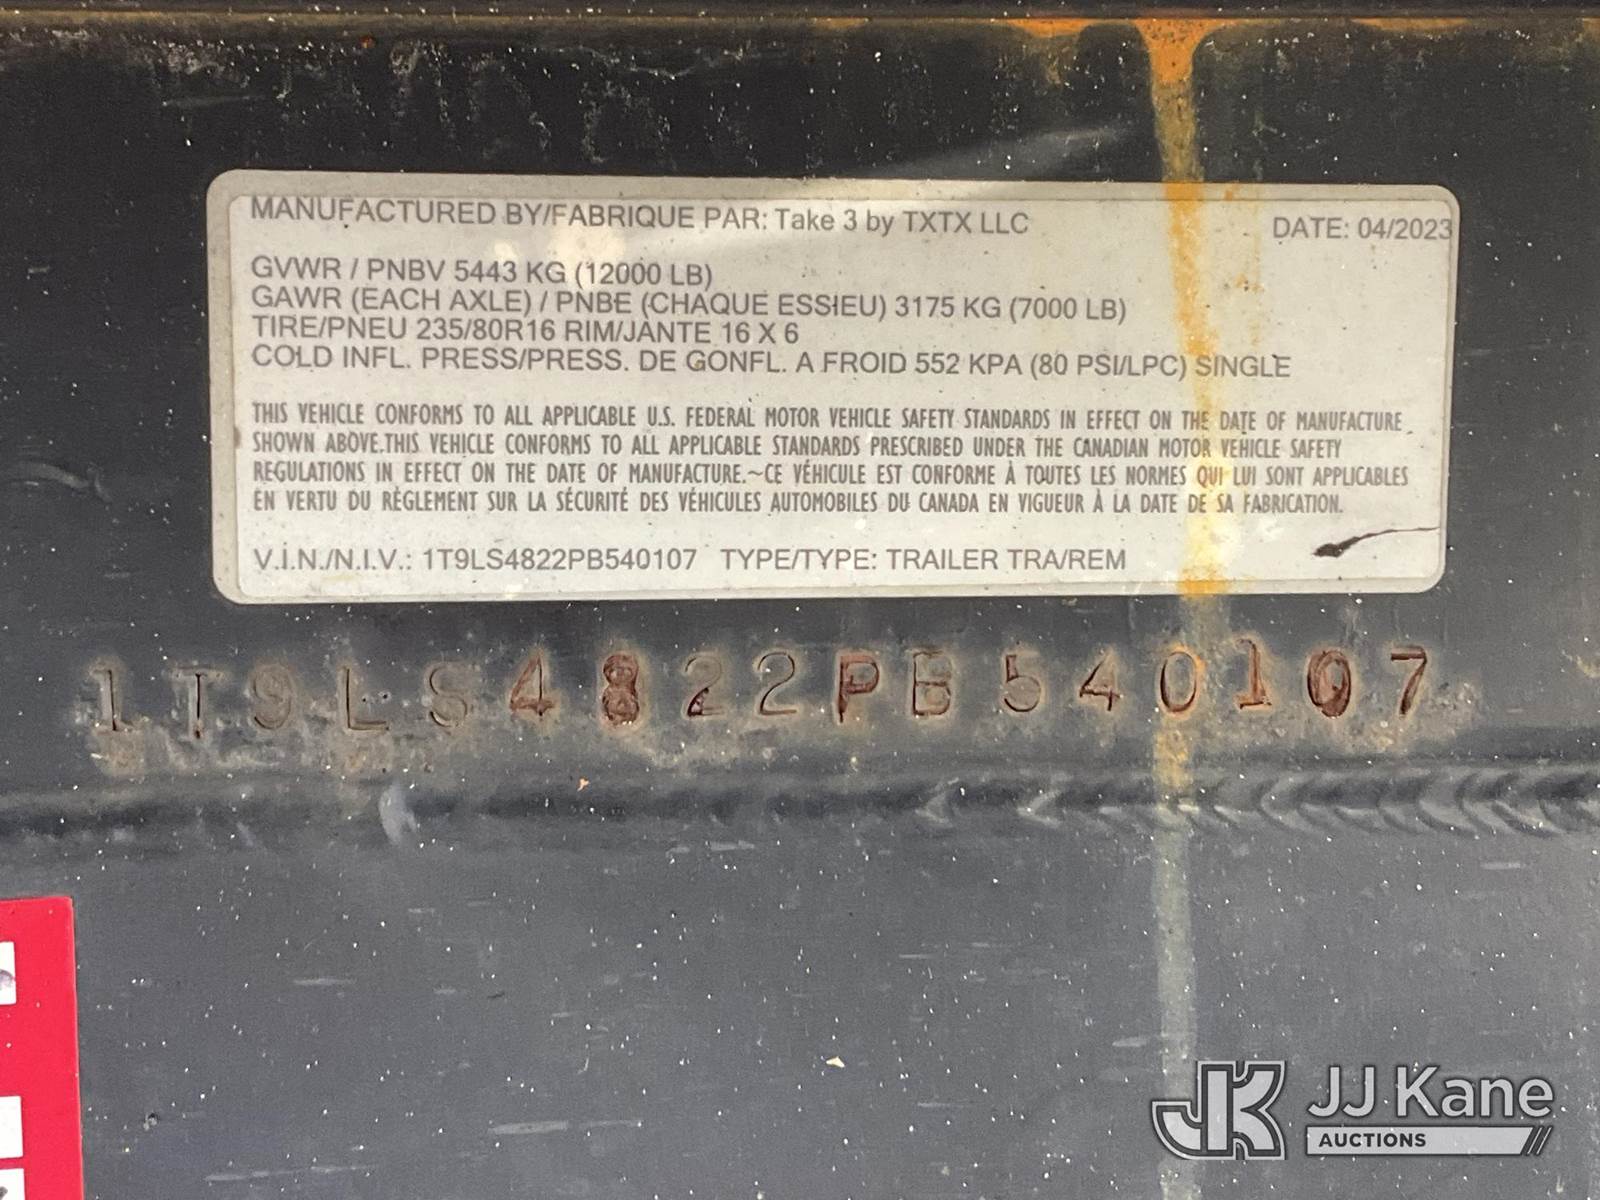 MANUFACTURED BY/FABRIQUE PAR: Take 3 by TXTX LLC DATE: 04/2023
GVWR / PNBV 5443 KG (12000 LB)
GAWR (EACH AXLE) / PNBE (CHAQUE ESSIEU) 3175 KG (7000 LB)
TIRE/PNEU 235/80R16 RIM/JANTE 16 X 6
COLD INFL. PRESS/PRESS. DE GONFL. A FROID 552 KPA (80 PSI/LPC) SINGLE
THIS VEHICLE CONFORMS TO ALL APPLICABLE U.S. FEDERAL MOTOR VEHICLE SAFETY STANDARDS IN EFFECT ON THE DATE OF MANUFACTURE
SHOWN ABOVE.THIS VEHICLE CONFORMS TO ALL APPLICABLE STANDARDS PRESCRIBED UNDER THE CANADIAN MOTOR VEHICLE SAFETY
REGULATIONS IN EFFECT ON THE DATE OF MANUFACTURE.~CE VÉHICULE EST CONFORME À TOUTES LES NORMES QUI LUI SONT APPLICABLES
EN VERTU DU RÈGLEMENT SUR LA SÉCURITÉ DES VÉHICULES AUTOMOBILES DU CANADA EN VIGUEUR À LA DATE DE SA FABRICATION.
V.I.N./N.I.V.: 1T9LS4822PB540107 TYPE/TYPE: TRAILER TRA/REM
1T9LS4822PB540107
JK JJ Kane
AUCTIONS